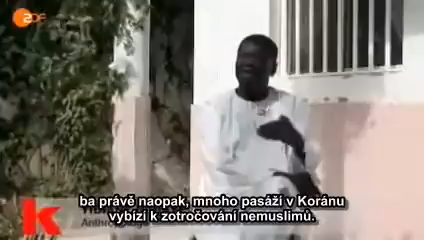 ZDF
ba právě naopak, mnoho pasáží v Koránu
vybízí k zotročování nemuslimů.
k